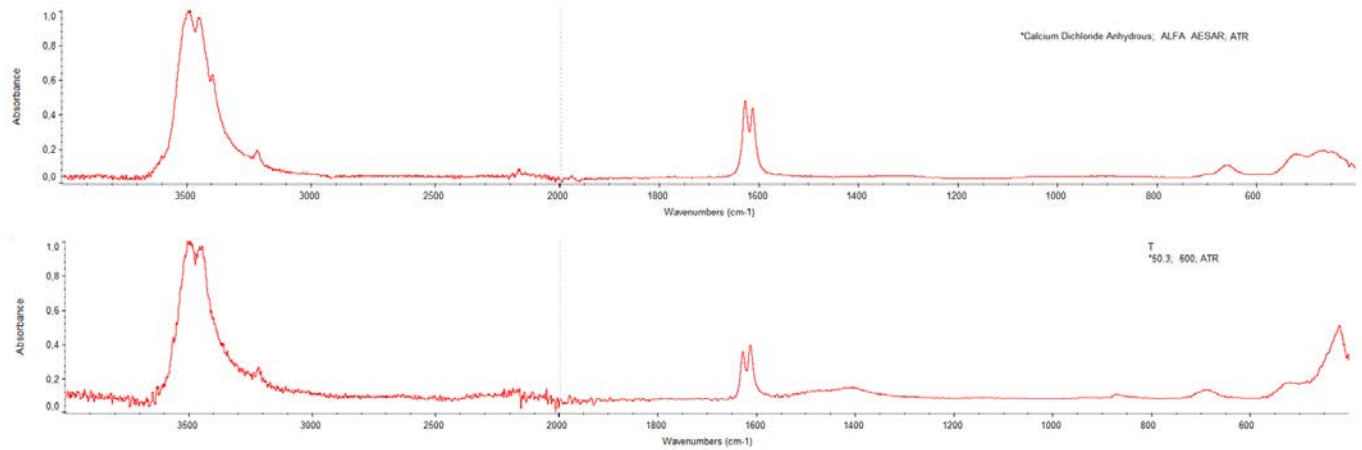 1,0
0,8
0,6
0,4
0,2
0,0
Absorbance
*Calcium Dichloride Anhydrous; ALFA AESAR; ATR
3500 3000 2500 2000 1800 1600 1400 1200 1000 800 600
Wavenumbers (cm-1)
1,0
0,8
0,6
0,4
0,2
0,0
Absorbance
T
*50.3; 600; ATR
3500 3000 2500 2000 1800 1600 1400 1200 1000 800 600
Wavenumbers (cm-1)